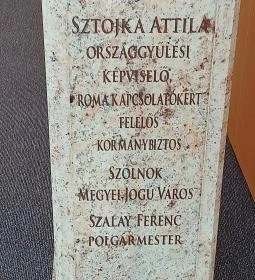 SZTOJKA ATTILA
ORSZÁGGYŰLÉSI
KÉPVISELŐ,
ROMA KAPCSOLATOKÉRT
FELELŐS
KORMÁNYBIZTOS
SZOLNOK
MEGYEI JOGÚ VÁROS
SZALAY FERENC
POLGÁRMESTER